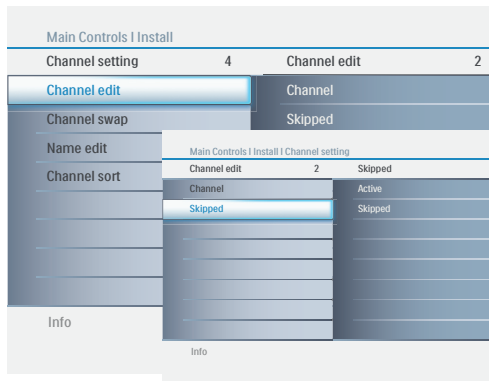 Main Controls I Install
Channel setting 4 Channel edit 2
Channel edit Channel
Channel swap Skipped
Name edit
Channel sort
Info
Main Controls I Install I Channel setting
Channel edit 2 Skipped
Channel Active
Skipped Skipped
Info